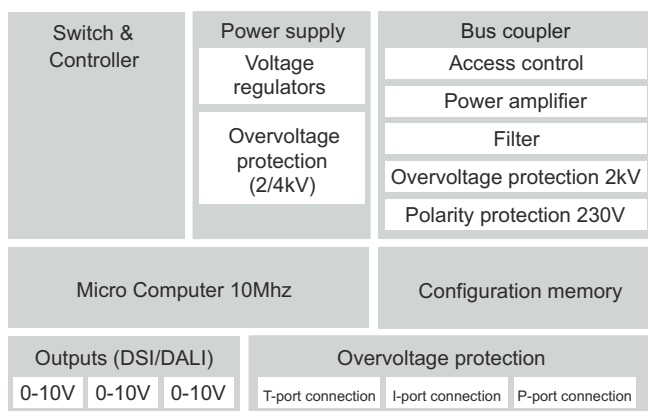 Switch &
Controller
Power supply
Voltage
regulators
Overvoltage
protection
(2/4kV)
Bus coupler
Access control
Power amplifier
Filter
Overvoltage protection 2kV
Polarity protection 230V
Micro Computer 10Mhz
Configuration memory
Outputs (DSI/DALI)
0-10V 0-10V 0-10V
Overvoltage protection
T-port connection I-port connection P-port connection